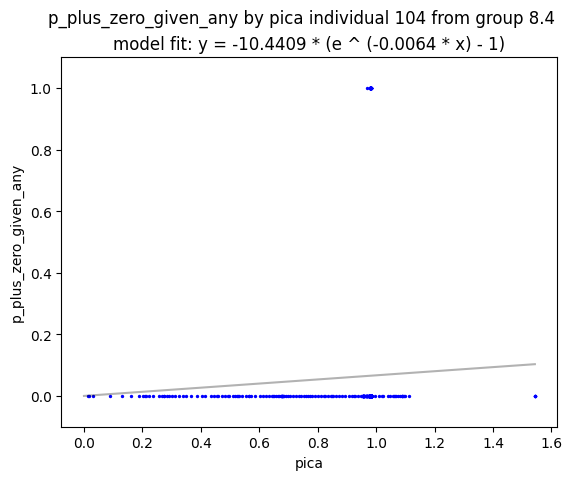 p_plus_zero_given_any by pica individual 104 from group 8.4
model fit: y = -10.4409 * (e ^ (-0.0064 * x) - 1)
1.0
0.8
0.6
0.4
0.2
0.0
p_plus_zero_given_any
0.0 0.2 0.4 0.6 0.8 1.0 1.2 1.4 1.6
pica